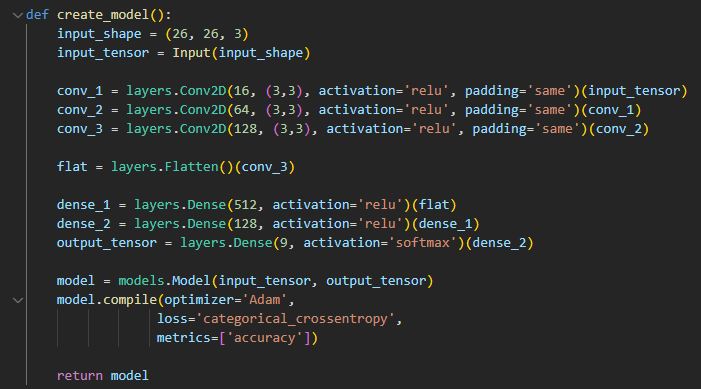 def create_model():
    input_shape = (26, 26, 3)
    input_tensor = Input(input_shape)

    conv_1 = layers.Conv2D(16, (3,3), activation='relu', padding='same')(input_tensor)
    conv_2 = layers.Conv2D(64, (3,3), activation='relu', padding='same')(conv_1)
    conv_3 = layers.Conv2D(128, (3,3), activation='relu', padding='same')(conv_2)

    flat = layers.Flatten()(conv_3)

    dense_1 = layers.Dense(512, activation='relu')(flat)
    dense_2 = layers.Dense(128, activation='relu')(dense_1)
    output_tensor = layers.Dense(9, activation='softmax')(dense_2)

    model = models.Model(input_tensor, output_tensor)
    model.compile(optimizer='Adam',
                 loss='categorical_crossentropy',
                 metrics=['accuracy'])

    return model